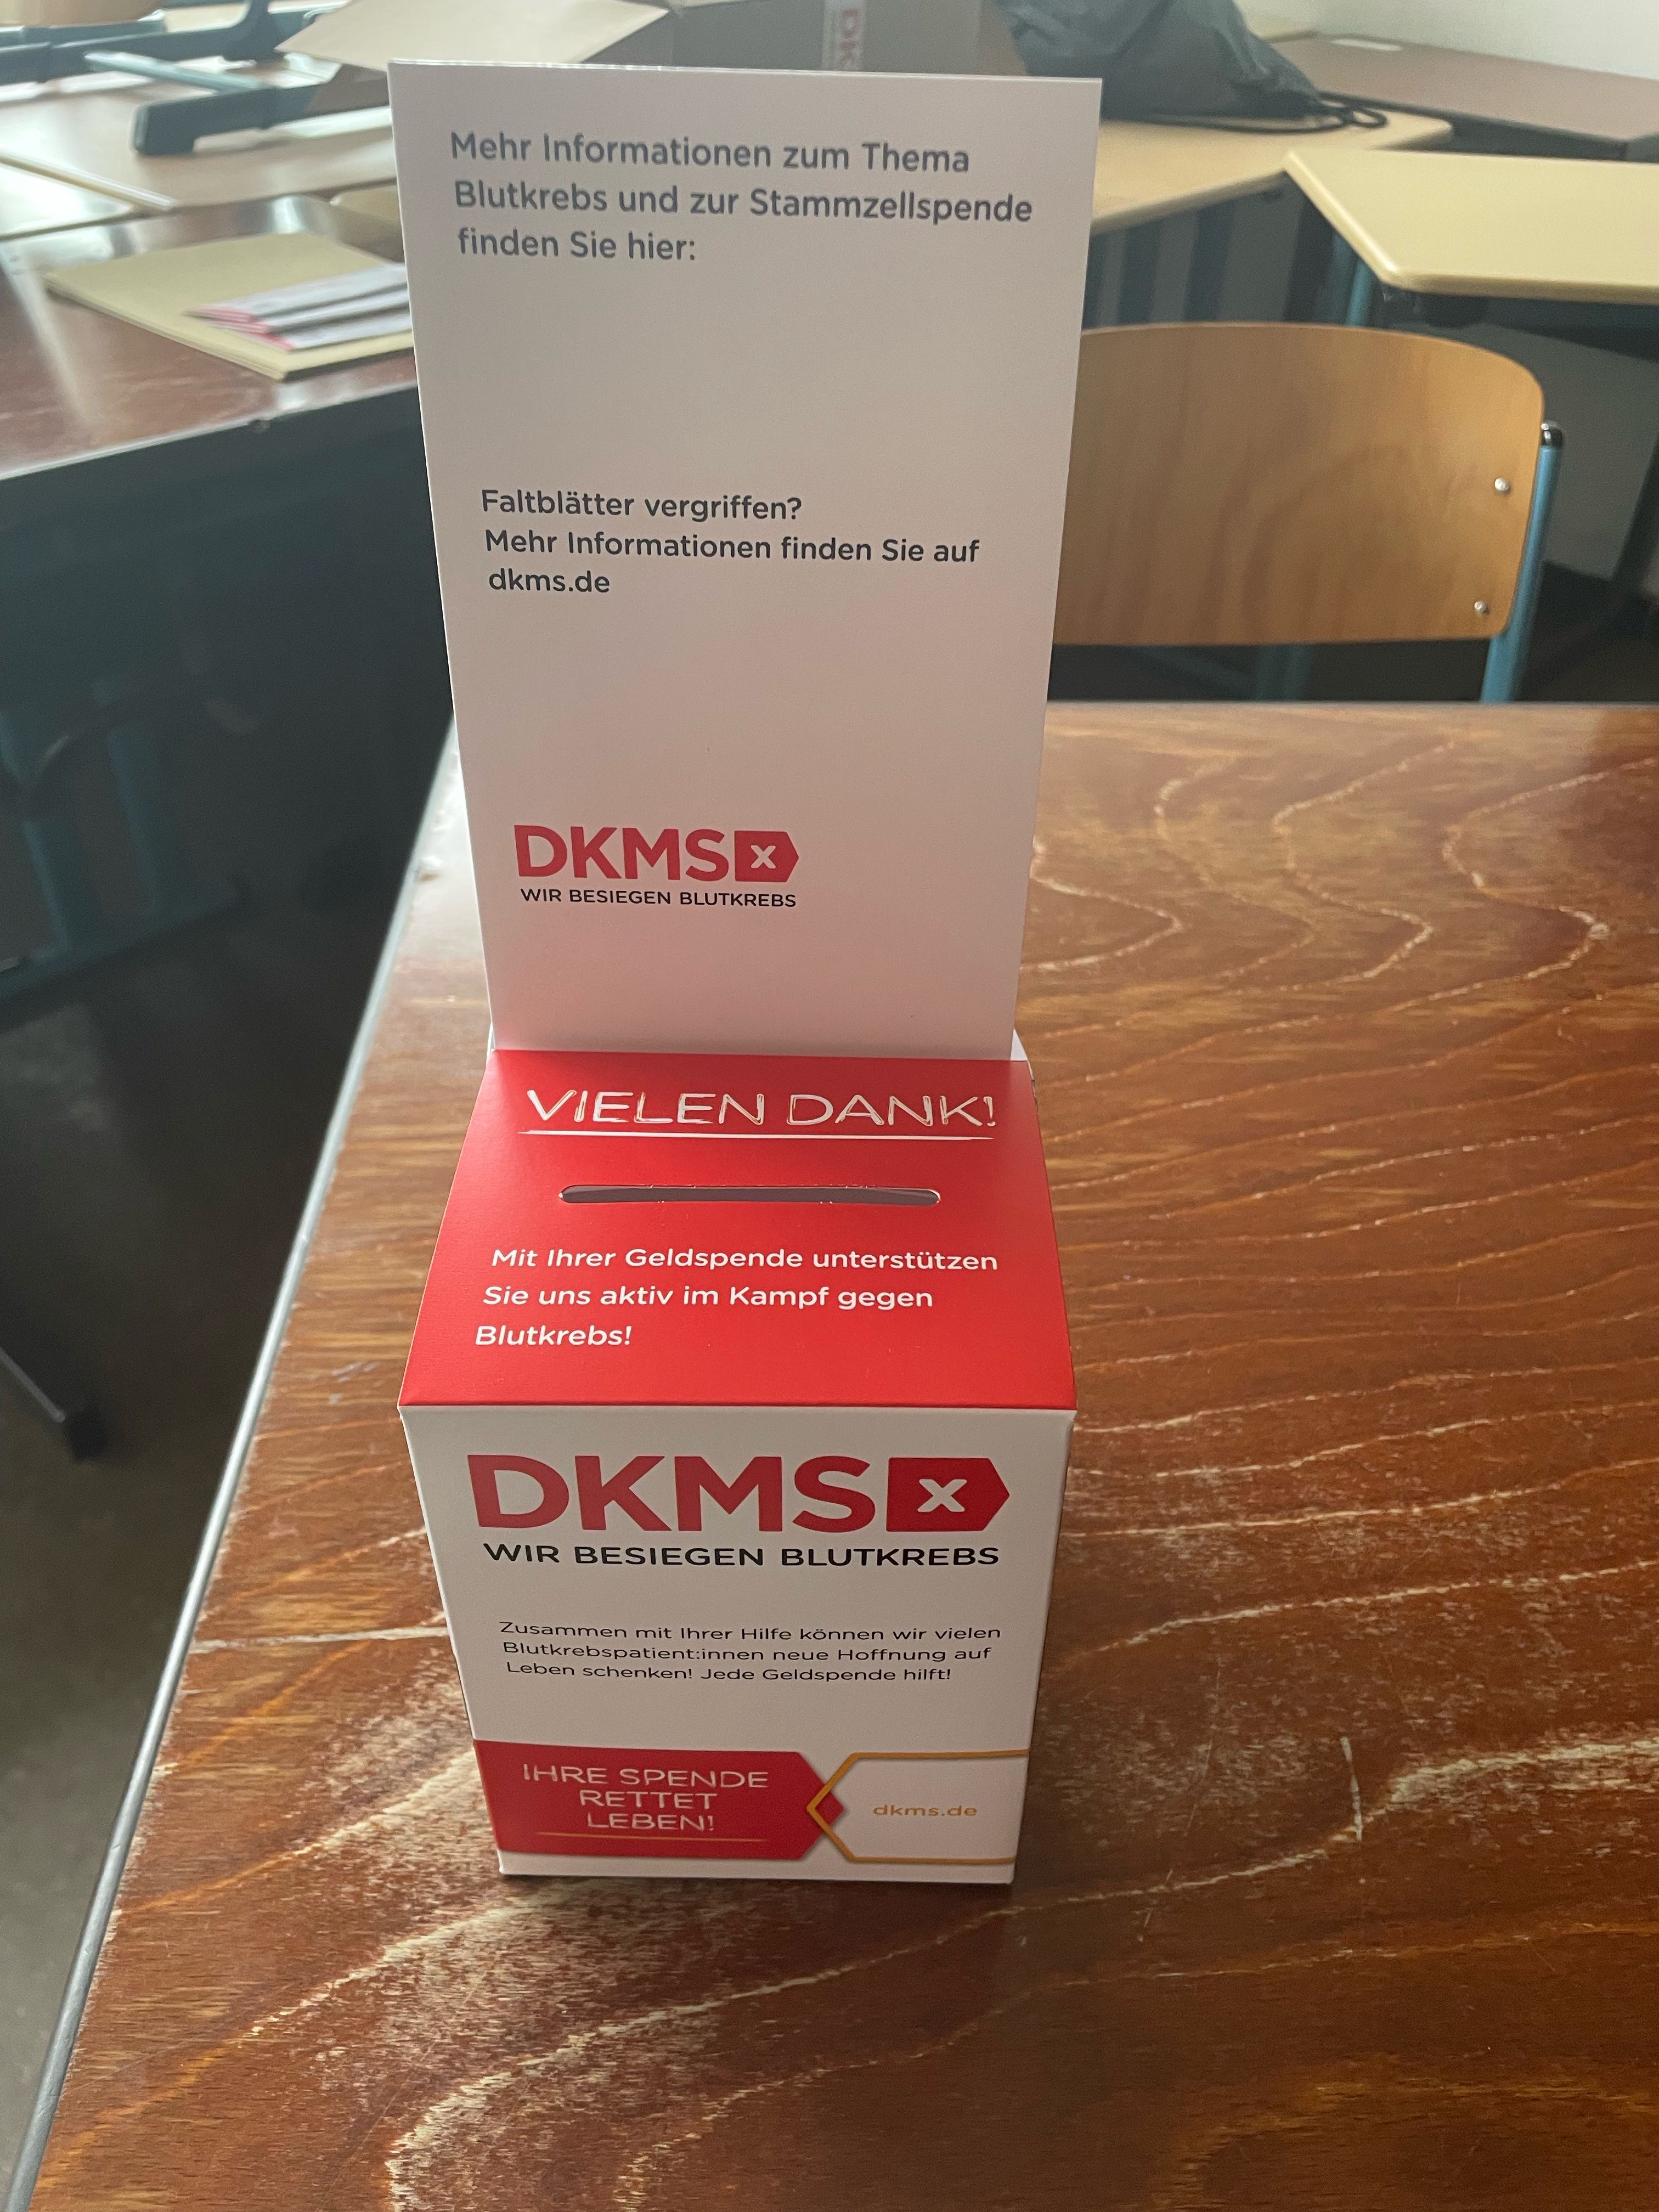 DK
Mehr Informationen zum Thema
Blutkrebs und zur Stammzellspende
finden Sie hier:
Faltblätter vergriffen?
Mehr Informationen finden Sie auf
dkms.de
DKMS x
WIR BESIEGEN BLUTKREBS
VIELEN DANK!
Mit Ihrer Geldspende unterstützen
Sie uns aktiv im Kampf gegen
Blutkrebs!
DKMS x
WIR BESIEGEN BLUTKREBS
Zusammen mit Ihrer Hilfe können wir vielen
Blutkrebspatient:innen neue Hoffnung auf
Leben schenken! Jede Geldspende hilft!
IHRE SPENDE
RETTET
LEBEN!
dkms.de